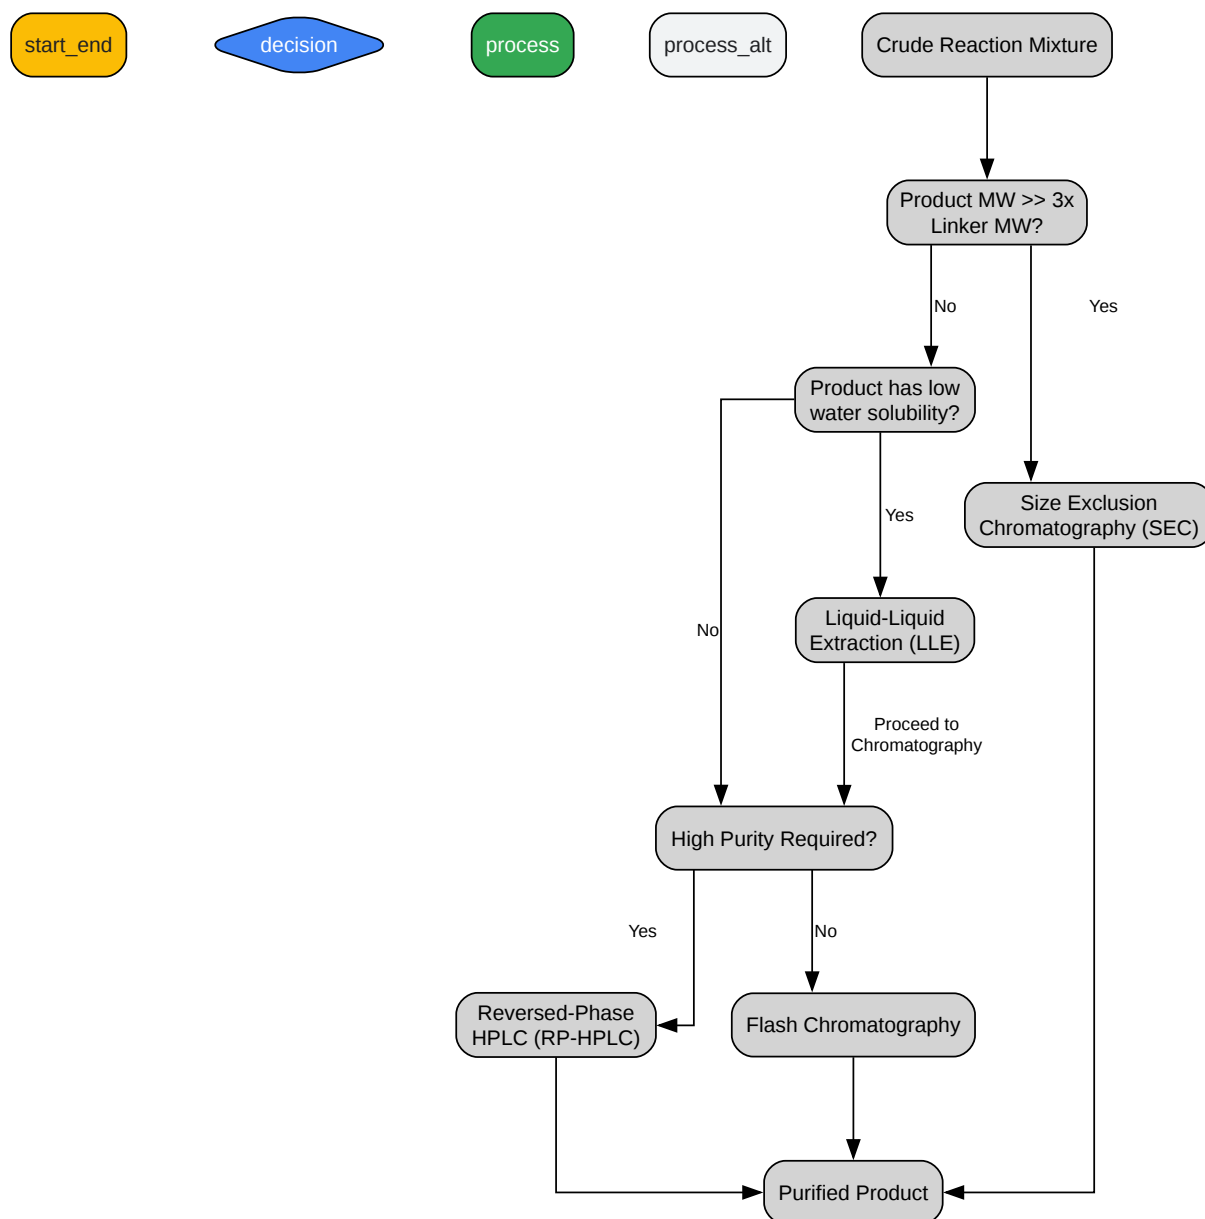 start_end
decision
process
process_alt
Crude Reaction Mixture
Product MW >> 3x
Linker MW?
No
Yes
Product has low
water solubility?
Size Exclusion
Chromatography (SEC)
Yes
No
Liquid-Liquid
Extraction (LLE)
Proceed to
Chromatography
High Purity Required?
Yes
No
Reversed-Phase
HPLC (RP-HPLC)
Flash Chromatography
Purified Product